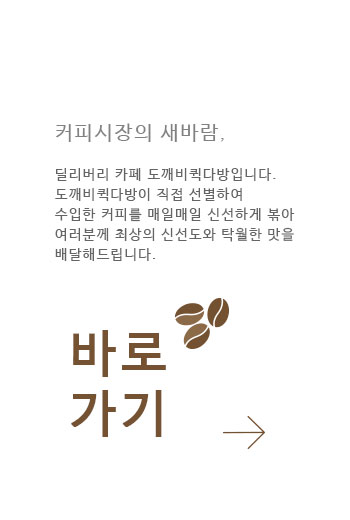 커피시장의 새바람,
딜리버리 카페 도깨비퀵다방입니다.
도깨비퀵다방이 직접 선별하여
수입한 커피를 매일매일 신선하게 볶아
여러분께 최상의 신선도와 탁월한 맛을
배달해드립니다.
바로
가기